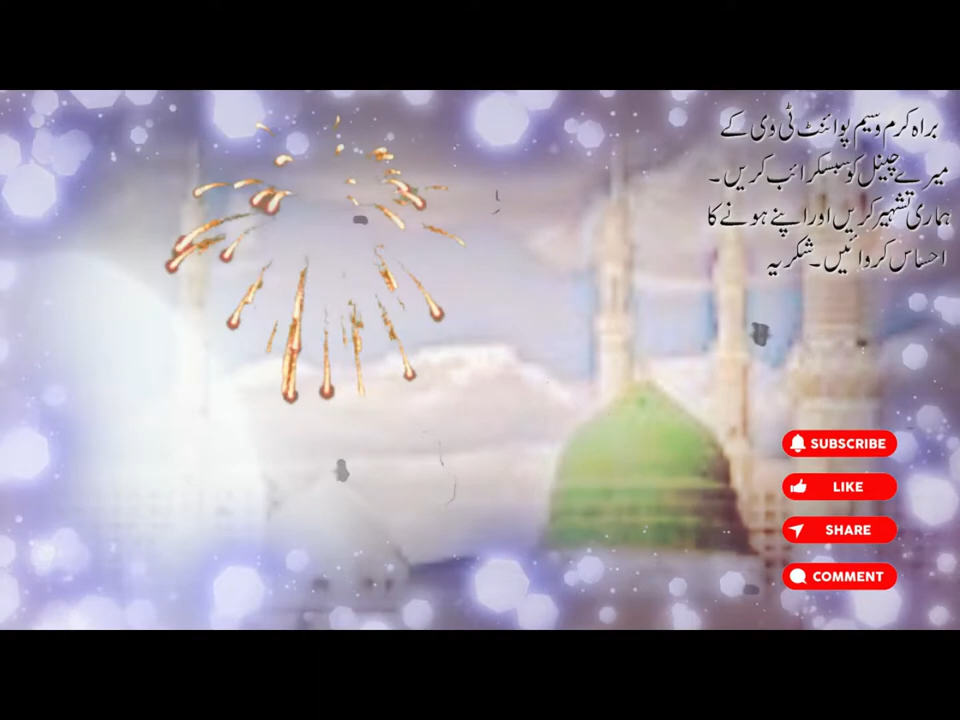 براہ کرم وسیم پوائنٹ ٹی وی کے
میرے چینل کو سبسکرائب کریں ۔
ہماری تشہیر کریں اور اپنے ہونے کا
احساس کروائیں ۔ شکریہ
SUBSCRIBE
LIKE
SHARE
COMMENT